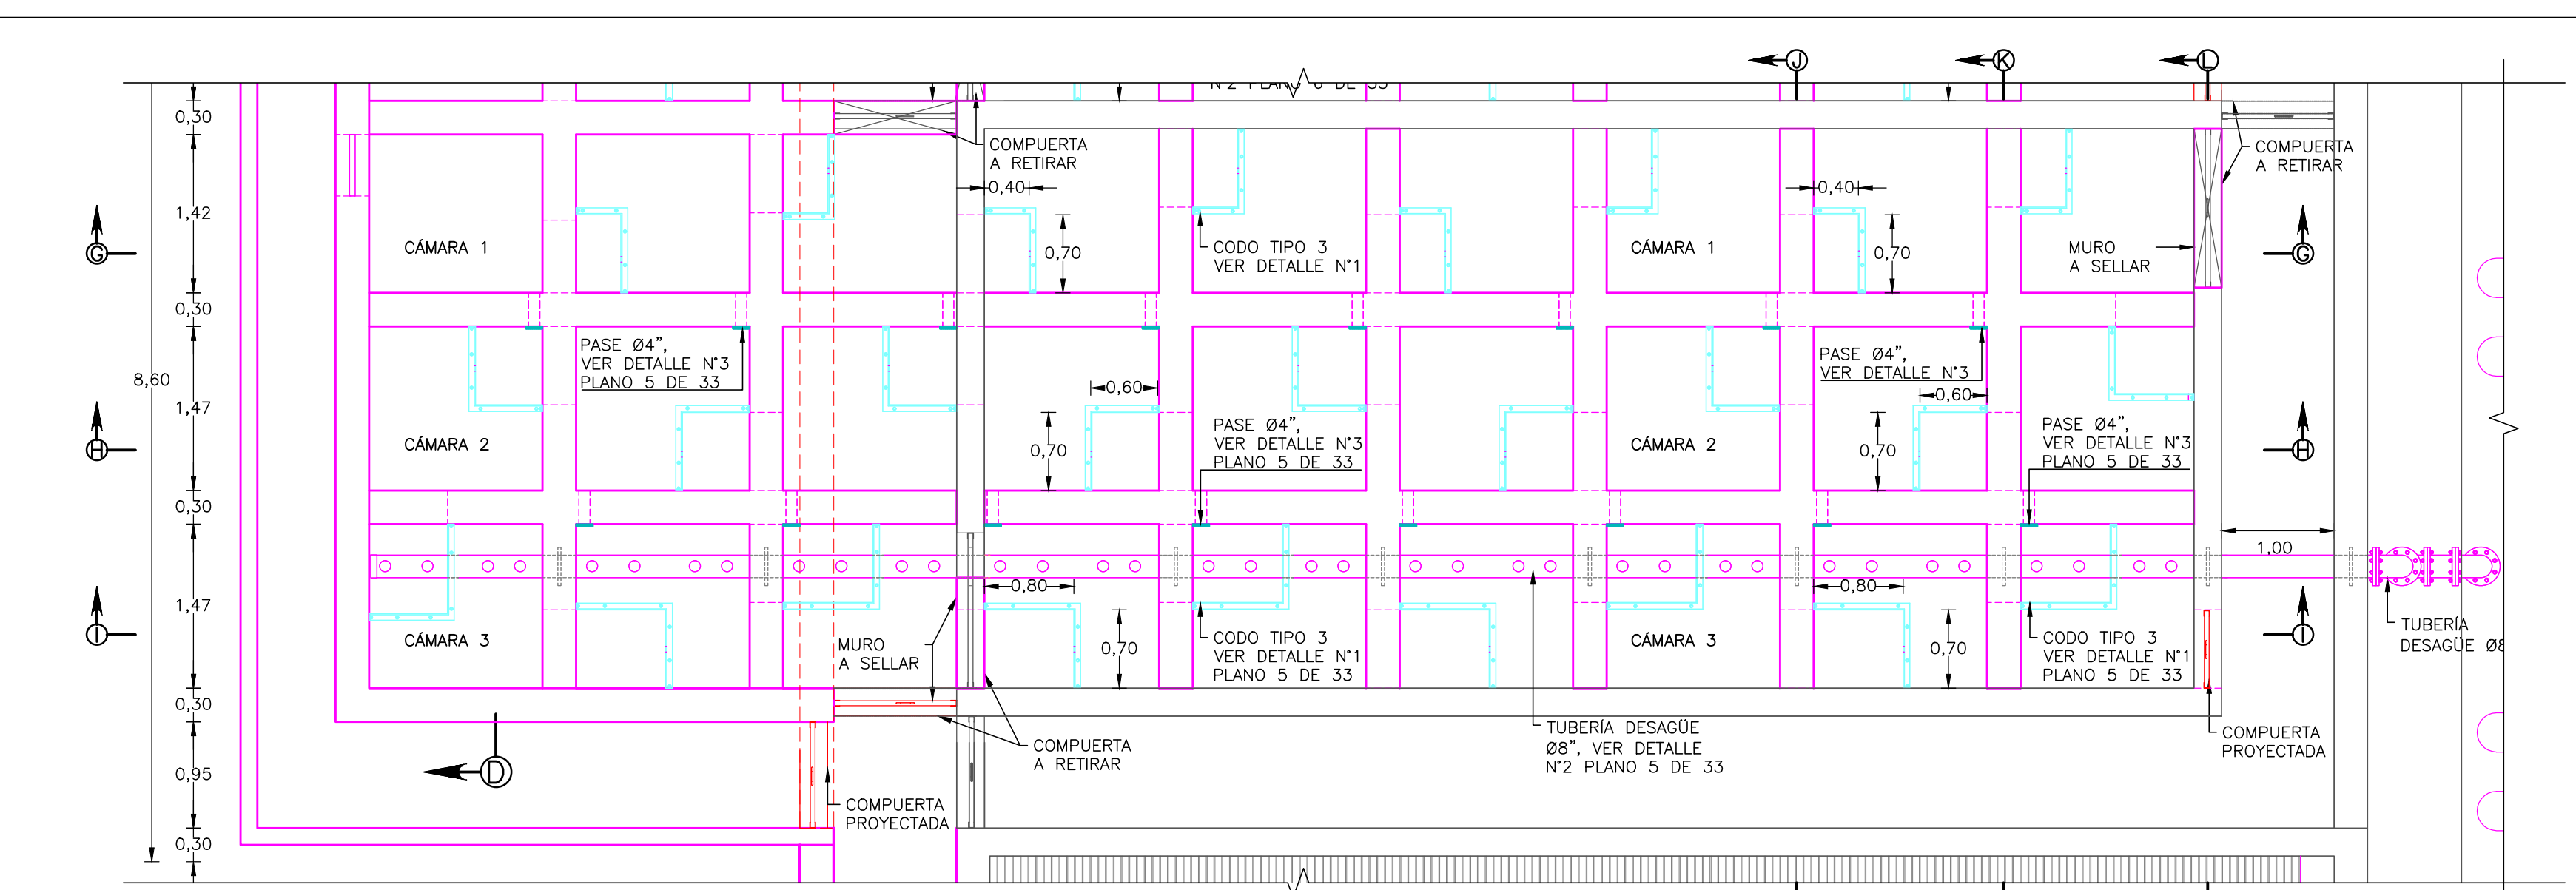 J
K
L
N°2 PLANO 6 DE 33
0,30
COMPUERTA
A RETIRAR
COMPUERTA
A RETIRAR
0,40
0,40
1,42
G
CÁMARA 1
0,70
CODO TIPO 3
VER DETALLE N°1
CÁMARA 1
0,70
MURO
A SELLAR
G
0,30
PASE Ø4”,
VER DETALLE N°3
PLANO 5 DE 33
PASE Ø4”,
VER DETALLE N°3
8,60
0,60
0,60
1,47
H
CÁMARA 2
0,70
PASE Ø4”,
VER DETALLE N°3
PLANO 5 DE 33
CÁMARA 2
0,70
PASE Ø4”,
VER DETALLE N°3
PLANO 5 DE 33
H
0,30
1,00
0,80
0,80
1,47
I
CÁMARA 3
MURO
A SELLAR
0,70
CODO TIPO 3
VER DETALLE N°1
PLANO 5 DE 33
CÁMARA 3
0,70
CODO TIPO 3
VER DETALLE N°1
PLANO 5 DE 33
I
TUBERÍA
DESAGÜE Ø8
0,30
D
COMPUERTA
A RETIRAR
TUBERÍA DESAGÜE
Ø8”, VER DETALLE
N°2 PLANO 5 DE 33
COMPUERTA
PROYECTADA
0,95
COMPUERTA
PROYECTADA
0,30